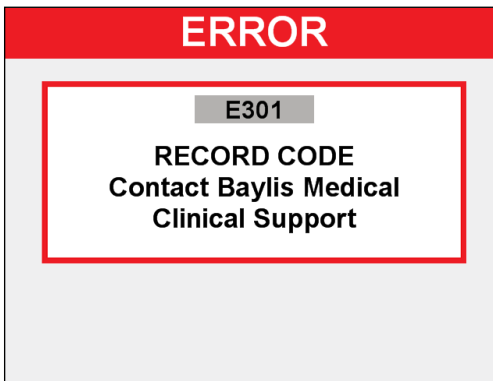 ERROR
E301
RECORD CODE
Contact Baylis Medical
Clinical Support